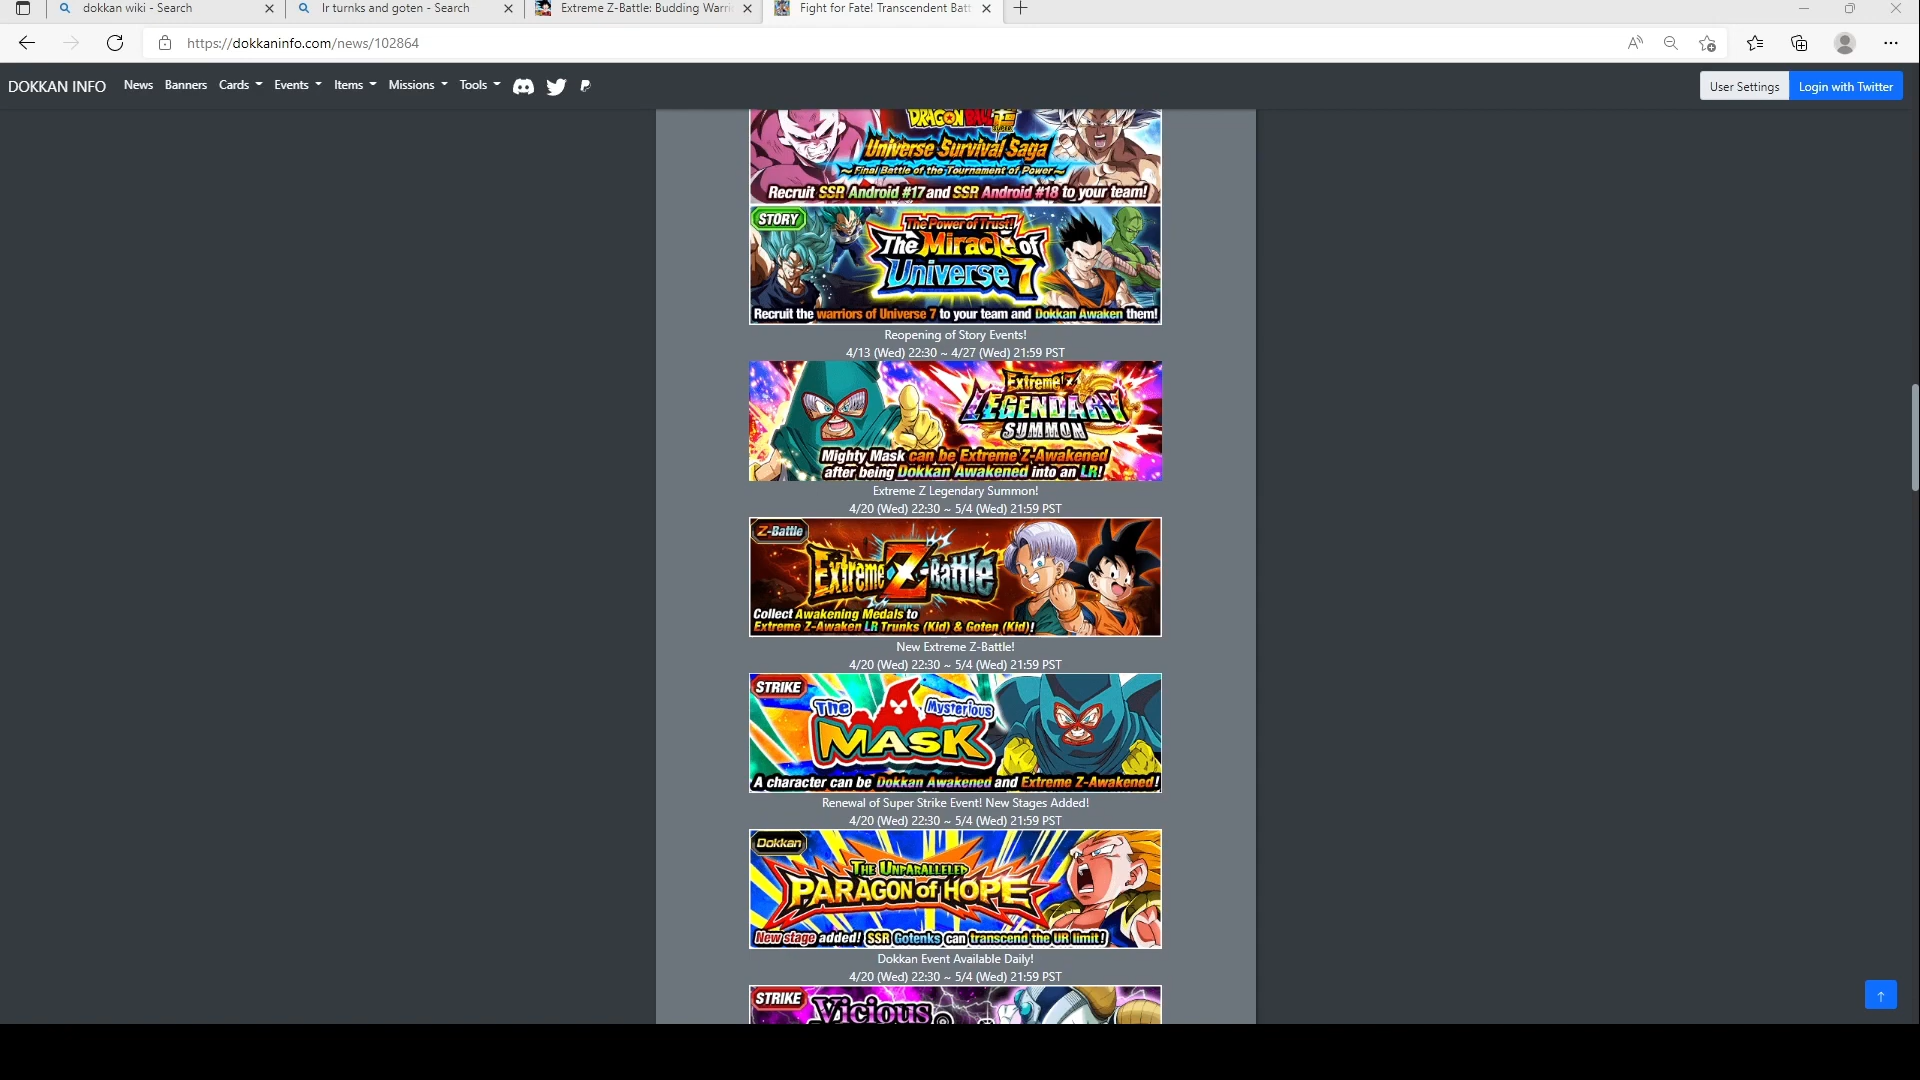 dokkan wiki - Search
lr turnks and goten - Search
Extreme Z-Battle: Budding Warri
Fight for Fate! Transcendent Batt
https://dokkaninfo.com/news/102864
DOKKAN INFO
News
Banners
Cards
Events
Items
Missions
Tools
User Settings
Login with Twitter
DRAGON BALL SUPER
Universe Survival Saga
~Final Battle of the Tournament of Power~
Recruit SSR Android #17 and SSR Android #18 to your team!
STORY
The Power of Trust!
The Miracle of
Universe 7
Recruit the warriors of Universe 7 to your team and Dokkan Awaken them!
Reopening of Story Events!
4/13 (Wed) 22:30 ~ 4/27 (Wed) 21:59 PST
Extreme Z
LEGENDARY
SUMMON
Mighty Mask can be Extreme Z-Awakened
after being Dokkan Awakened into an LR!
Extreme Z Legendary Summon!
4/20 (Wed) 22:30 ~ 5/4 (Wed) 21:59 PST
Z-Battle
Extreme Z-Battle
Collect Awakening Medals to
Extreme Z-Awaken LR Trunks (Kid) & Goten (Kid)!
New Extreme Z-Battle!
4/20 (Wed) 22:30 ~ 5/4 (Wed) 21:59 PST
STRIKE
The Mysterious
MASK
A character can be Dokkan Awakened and Extreme Z-Awakened!
Renewal of Super Strike Event! New Stages Added!
4/20 (Wed) 22:30 ~ 5/4 (Wed) 21:59 PST
Dokkan
THE UNPARALLELED
PARAGON of HOPE
New stage added! SSR Gotenks can transcend the UR limit!
Dokkan Event Available Daily!
4/20 (Wed) 22:30 ~ 5/4 (Wed) 21:59 PST
STRIKE
Vicious